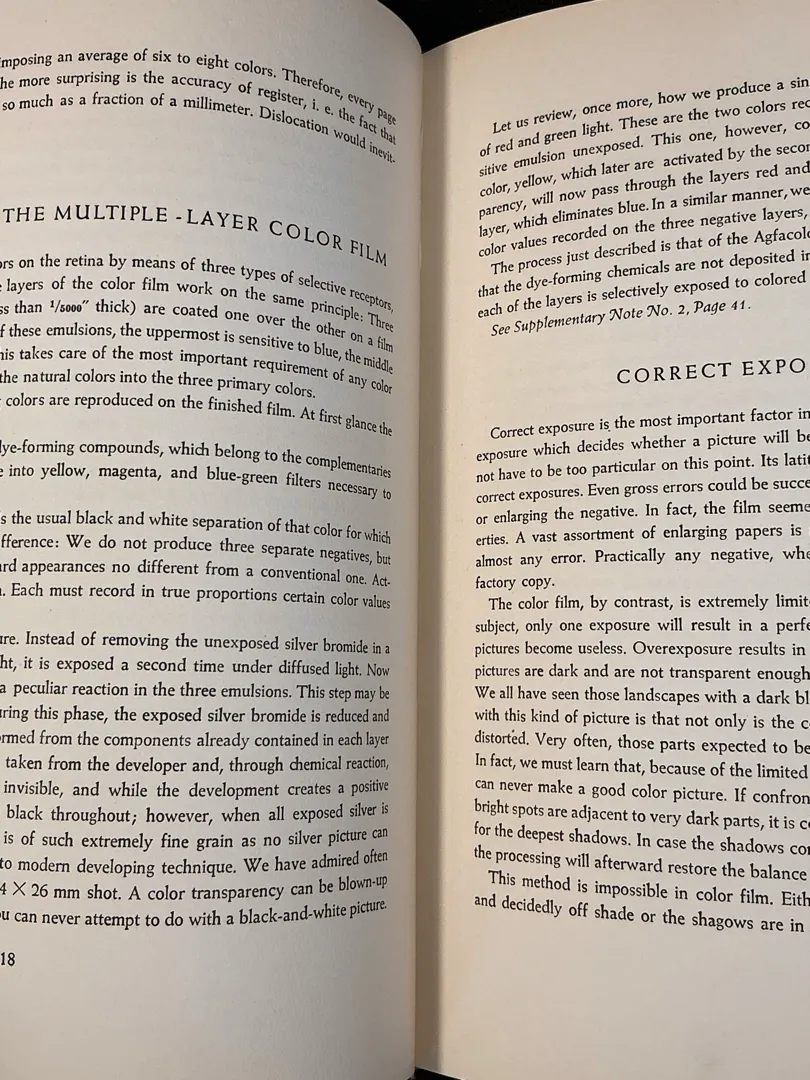 imposing an average of six to eight colors. Therefore, every page
he more surprising is the accuracy of register, i. e. the fact that
so much as a fraction of a millimeter. Dislocation would inevit-
THE MULTIPLE - LAYER COLOR FILM
ors on the retina by means of three types of selective receptors,
layers of the color film work on the same principle: Three
ss than 1/5000" thick) are coated one over the other on a film
f these emulsions, the uppermost is sensitive to blue, the middle
his takes care of the most important requirement of any color
the natural colors into the three primary colors.
colors are reproduced on the finished film. At first glance the
dye-forming compounds, which belong to the complementaries
e into yellow, magenta, and blue-green filters necessary to
s the usual black and white separation of that color for which
fference: We do not produce three separate negatives, but
ard appearances no different from a conventional one. Act-
. Each must record in true proportions certain color values
ure. Instead of removing the unexposed silver bromide in a
ht, it is exposed a second time under diffused light. Now
a peculiar reaction in the three emulsions. This step may be
uring this phase, the exposed silver bromide is reduced and
ormed from the components already contained in each layer
taken from the developer and, through chemical reaction,
invisible, and while the development creates a positive
black throughout; however, when all exposed silver is
is of such extremely fine grain as no silver picture can
to modern developing technique. We have admired often
4 X 26 mm shot. A color transparency can be blown-up
u can never attempt to do with a black-and-white picture.
18
Let us review, once more, how we produce a sin
of red and green light. These are the two colors rec
sitive emulsion unexposed. This one, however, co
color, yellow, which later are activated by the secon
parency, will now pass through the layers red and
layer, which eliminates blue. In a similar manner, we
color values recorded on the three negative layers,
The process just described is that of the Agfacolo
that the dye-forming chemicals are not deposited in
each of the layers is selectively exposed to colored
See Supplementary Note No. 2, Page 41.
CORRECT EXPO
Correct exposure is the most important factor in
exposure which decides whether a picture will be
not have to be too particular on this point. Its latit
correct exposures. Even gross errors could be succe
or enlarging the negative. In fact, the film seeme
erties. A vast assortment of enlarging papers is
almost any error. Practically any negative, whe
factory copy.
The color film, by contrast, is extremely limit
subject, only one exposure will result in a perfe
pictures become useless. Overexposure results in
pictures are dark and are not transparent enough
We all have seen those landscapes with a dark bl
with this kind of picture is that not only is the c
distorted. Very often, those parts expected to be
In fact, we must learn that, because of the limited
can never make a good color picture. If confron
bright spots are adjacent to very dark parts, it is c
for the deepest shadows. In case the shadows co
the processing will afterward restore the balance
This method is impossible in color film. Eith
and decidedly off shade or the shagows are in